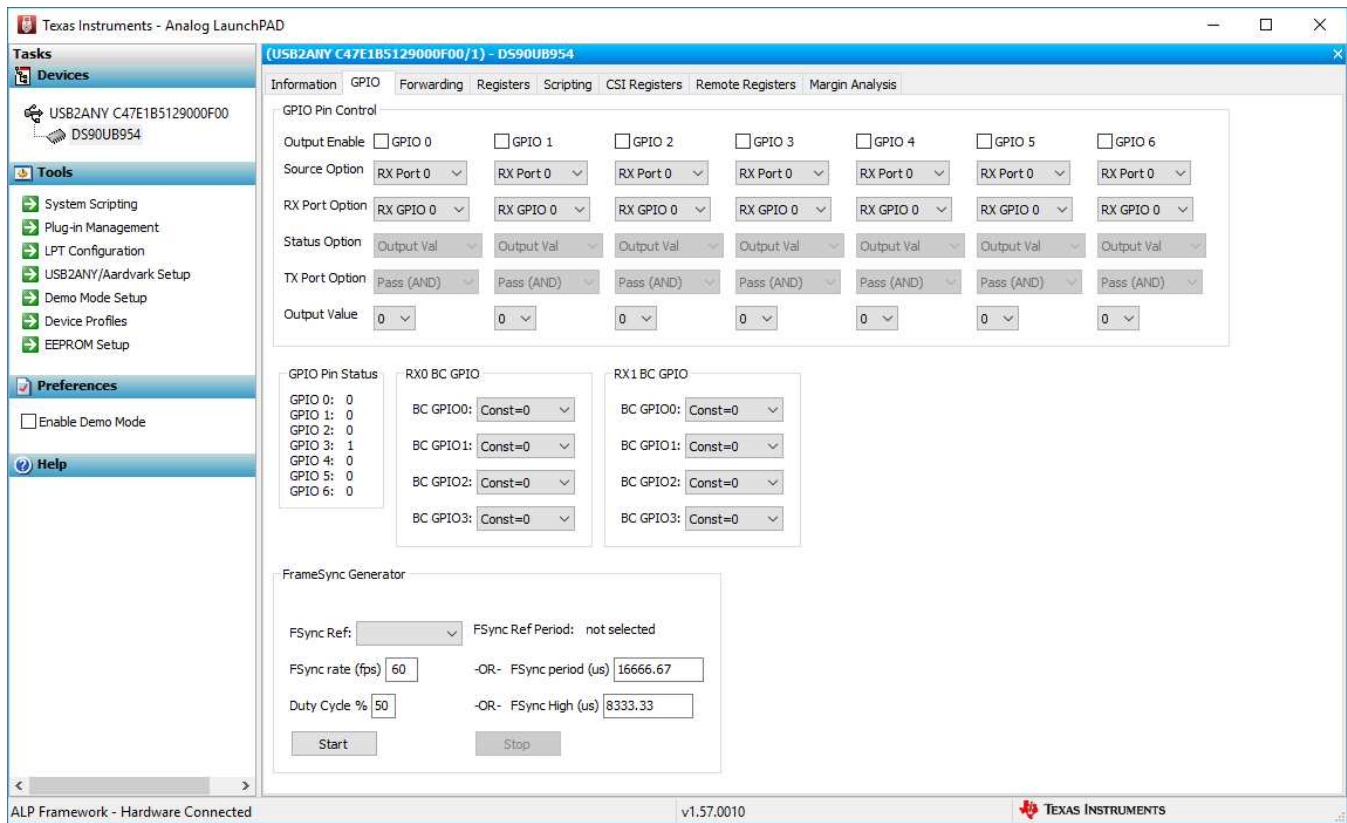 Texas Instruments - Analog LaunchPAD
Tasks
Devices
USB2ANY C47E1B5129000F00
DS90UB954
Tools
System Scripting
Plug-in Management
LPT Configuration
USB2ANY/Aardvark Setup
Demo Mode Setup
Device Profiles
EEPROM Setup
Preferences
Enable Demo Mode
Help
(USB2ANY C47E1B5129000F00/1) - DS90UB954
Information GPIO Forwarding Registers Scripting CSI Registers Remote Registers Margin Analysis
GPIO Pin Control
Output Enable GPIO 0 GPIO 1 GPIO 2 GPIO 3 GPIO 4 GPIO 5 GPIO 6
Source Option RX Port 0 RX Port 0 RX Port 0 RX Port 0 RX Port 0 RX Port 0 RX Port 0
RX Port Option RX GPIO 0 RX GPIO 0 RX GPIO 0 RX GPIO 0 RX GPIO 0 RX GPIO 0 RX GPIO 0
Status Option Output Val Output Val Output Val Output Val Output Val Output Val Output Val
TX Port Option Pass (AND) Pass (AND) Pass (AND) Pass (AND) Pass (AND) Pass (AND) Pass (AND)
Output Value 0 0 0 0 0 0 0
GPIO Pin Status
GPIO 0: 0
GPIO 1: 0
GPIO 2: 0
GPIO 3: 1
GPIO 4: 0
GPIO 5: 0
GPIO 6: 0
RX0 BC GPIO
BC GPIO0: Const=0
BC GPIO1: Const=0
BC GPIO2: Const=0
BC GPIO3: Const=0
RX1 BC GPIO
BC GPIO0: Const=0
BC GPIO1: Const=0
BC GPIO2: Const=0
BC GPIO3: Const=0
FrameSync Generator
FSync Ref: FSync Ref Period: not selected
FSync rate (fps) 60 -OR- FSync period (us) 16666.67
Duty Cycle % 50 -OR- FSync High (us) 8333.33
Start Stop
ALP Framework - Hardware Connected v1.57.0010 TEXAS INSTRUMENTS